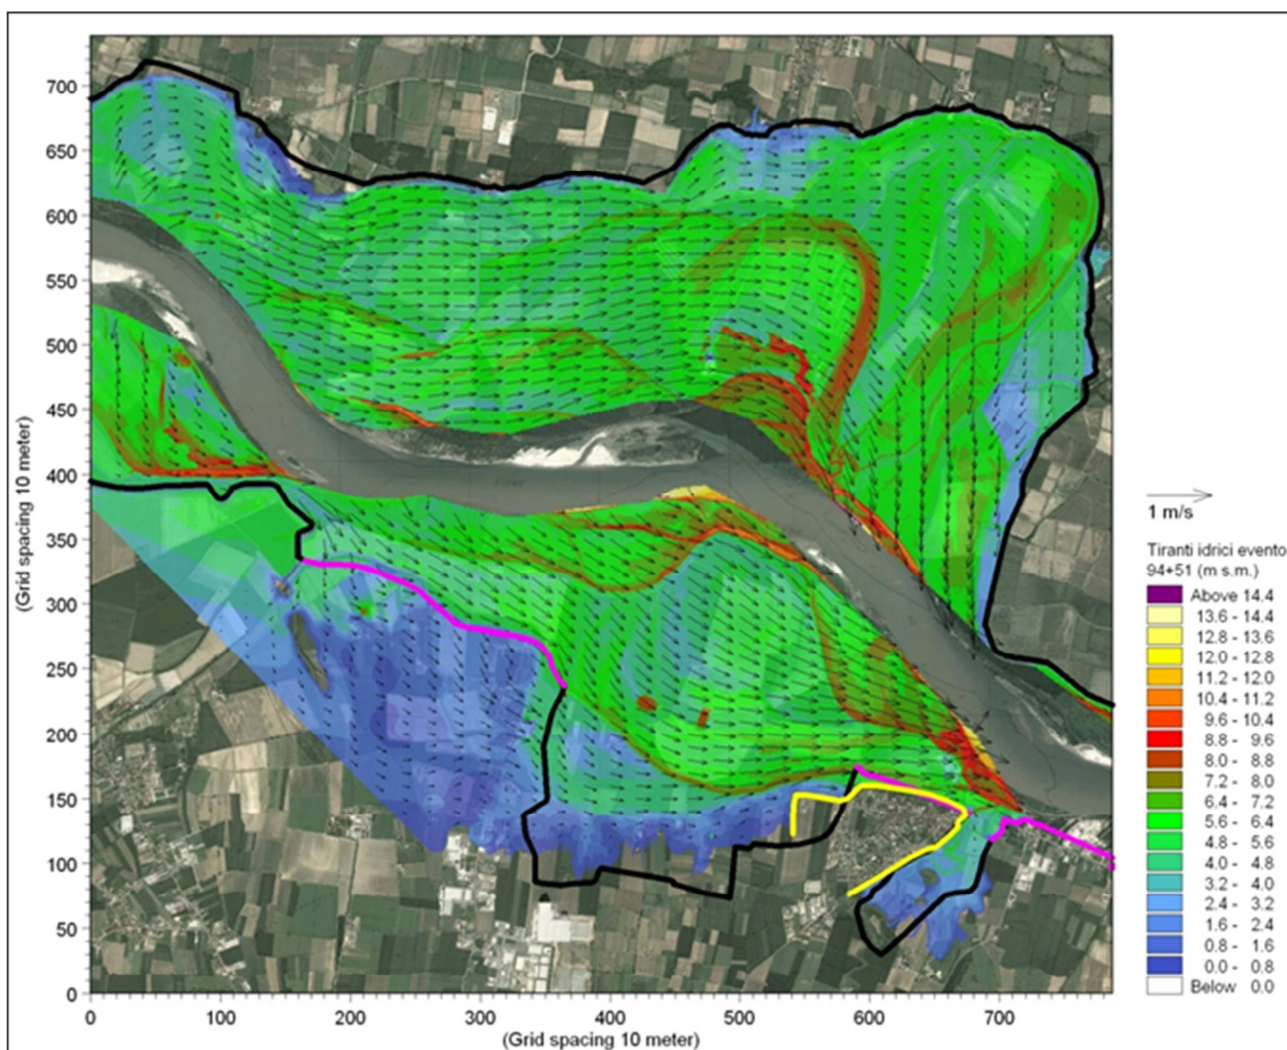 700
650
600
550
500
450
400
350
300
250
200
150
100
50
0
(Grid spacing 10 meter)
0 100 200 300 400 500 600 700
(Grid spacing 10 meter)
1 m/s
Tiranti idrici evento
94+51 (m s.m.)
Above 14.4
13.6 - 14.4
12.8 - 13.6
12.0 - 12.8
11.2 - 12.0
10.4 - 11.2
9.6 - 10.4
8.8 - 9.6
8.0 - 8.8
7.2 - 8.0
6.4 - 7.2
5.6 - 6.4
4.8 - 5.6
4.0 - 4.8
3.2 - 4.0
2.4 - 3.2
1.6 - 2.4
0.8 - 1.6
0.0 - 0.8
Below 0.0